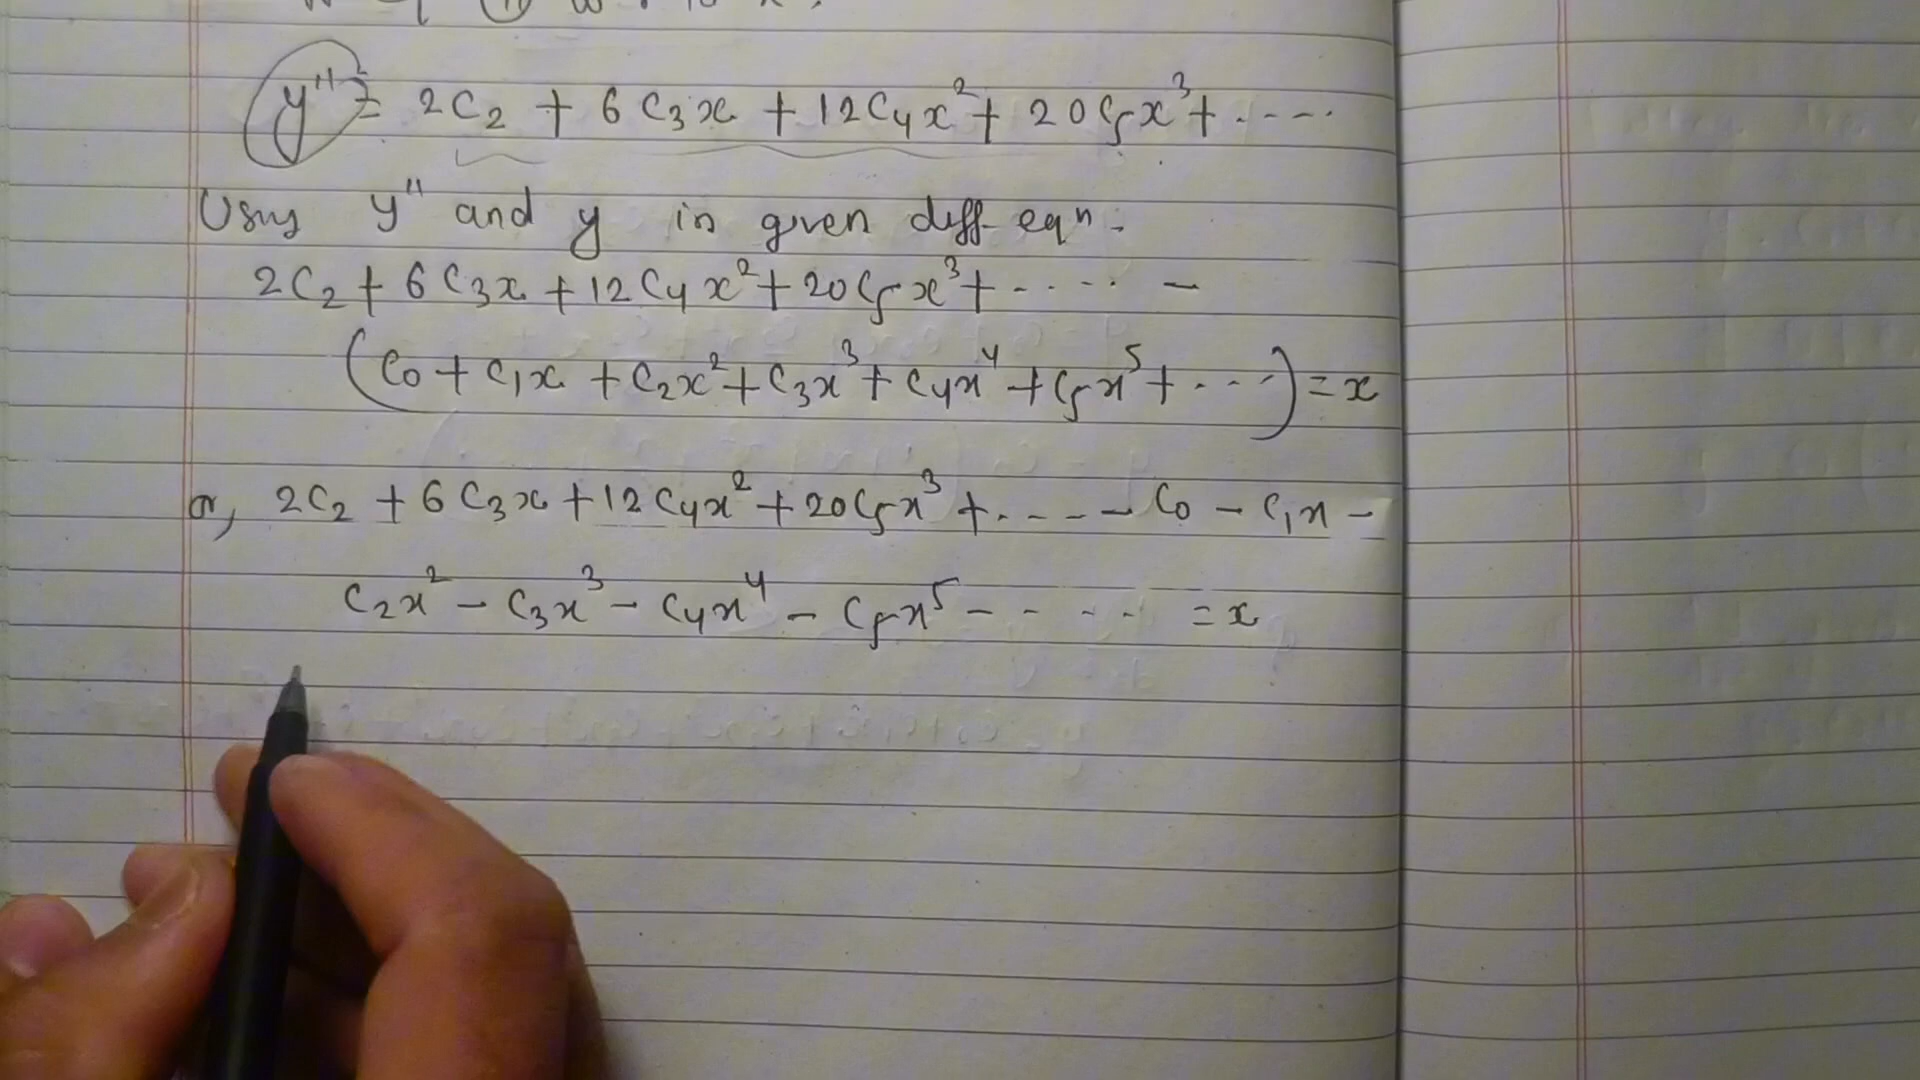 y'' = 2C₂ + 6C₃x + 12C₄x² + 20C₅x³ + ....
Using y'' and y in given diff eqⁿ.
2C₂ + 6C₃x + 12C₄x² + 20C₅x³ + ..... −
(C₀ + C₁x + C₂x² + C₃x³ + C₄x⁴ + C₅x⁵ + ...) = x
or, 2C₂ + 6C₃x + 12C₄x² + 20C₅x³ + .... − C₀ − C₁x −
C₂x² − C₃x³ − C₄x⁴ − C₅x⁵ − .... = x